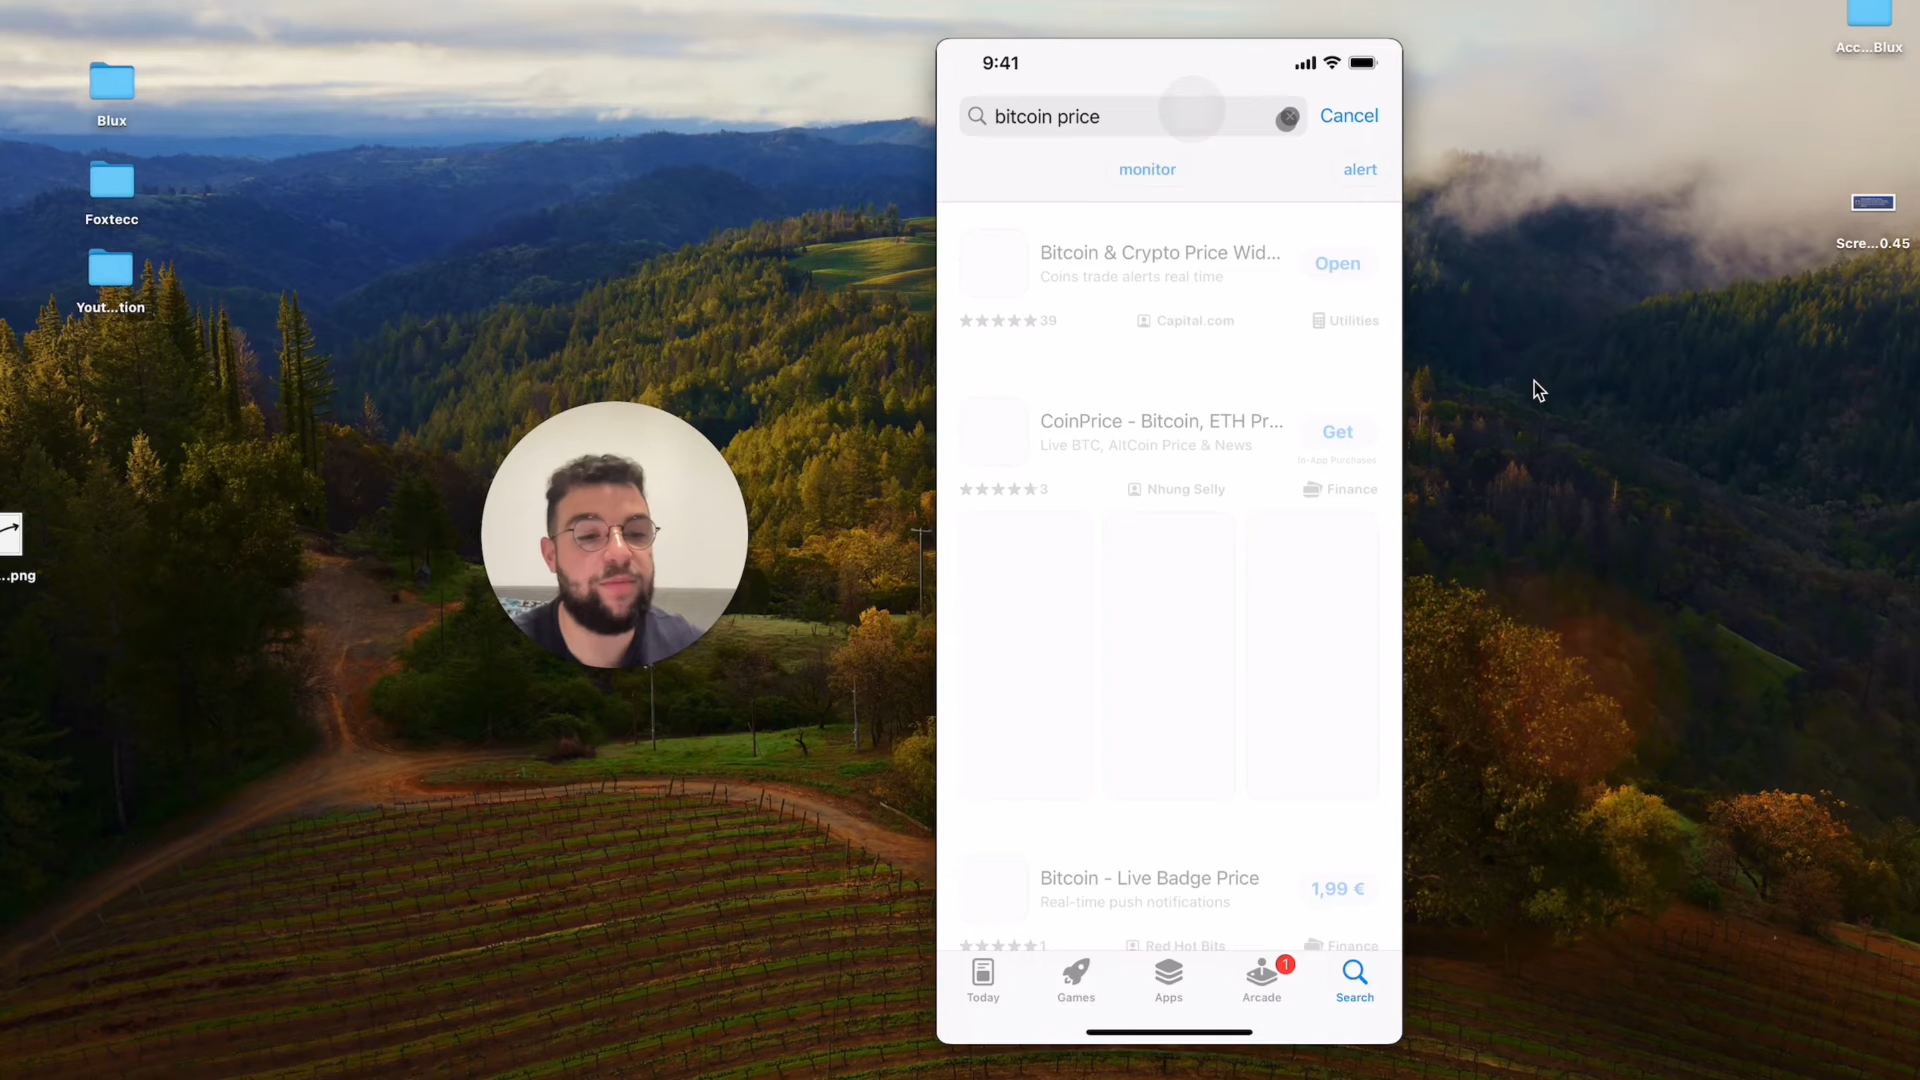 Blux
Foxtecc
Yout...tion
...png
Acc...Blux
Scre...0.45
9:41
bitcoin price
Cancel
monitor
alert
Bitcoin & Crypto Price Wid...
Coins trade alerts real time
Open
39
Capital.com
Utilities
CoinPrice - Bitcoin, ETH Pr...
Live BTC, AltCoin Price & News
Get
In-App Purchases
3
Nhung Selly
Finance
Bitcoin - Live Badge Price
Real-time push notifications
1,99 €
1
Red Hot Bits
Finance
1
Today
Games
Apps
Arcade
Search